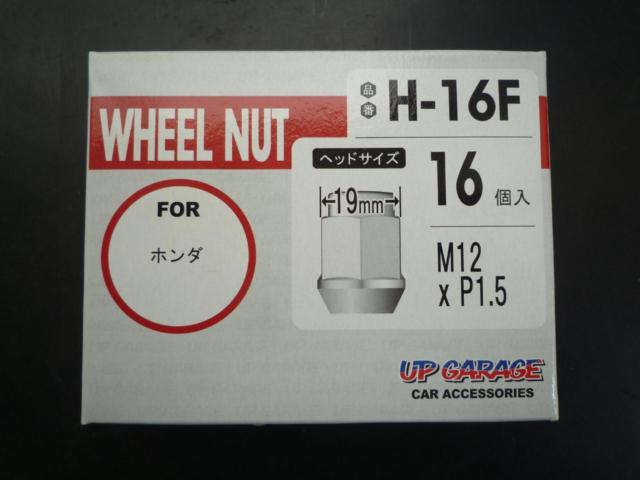 品番 H-16F
WHEEL NUT
ヘッドサイズ
19mm
16 個入
M12
x P1.5
FOR
ホンダ
UP GARAGE
CAR ACCESSORIES